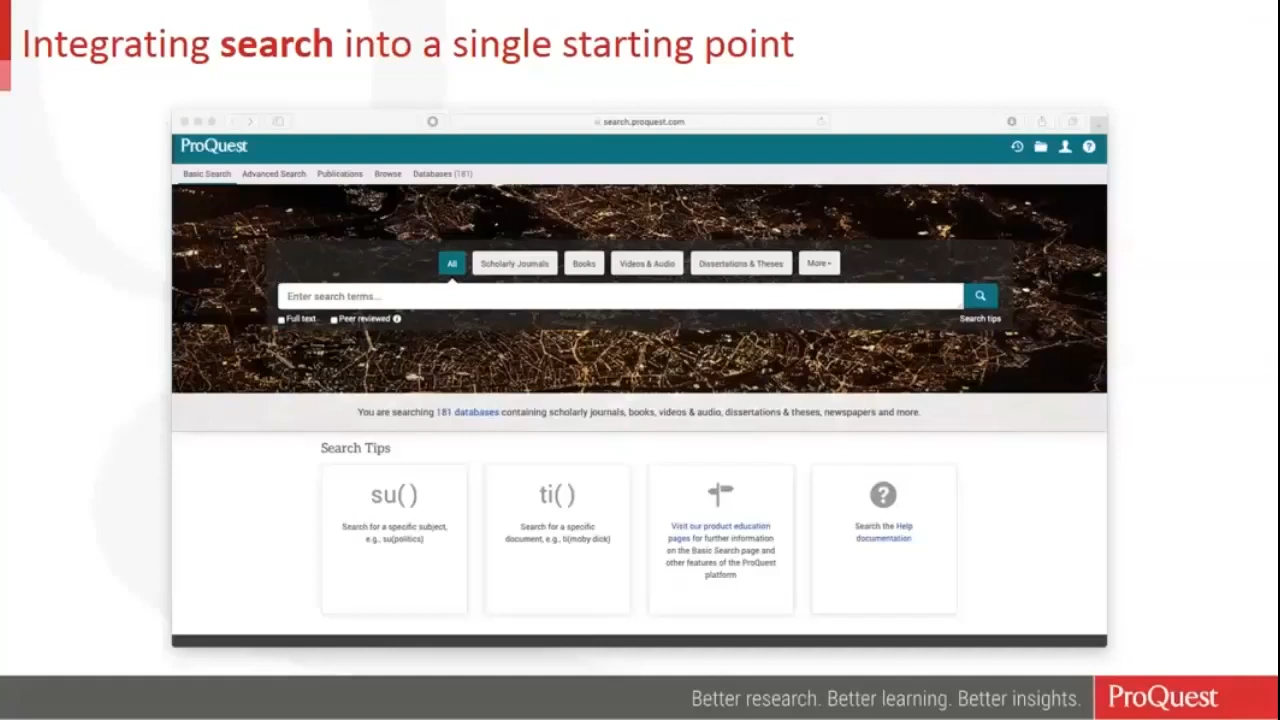 Integrating search into a single starting point
search.proquest.com
ProQuest
Basic Search Advanced Search Publications Browse Databases (181)
All Scholarly Journals Books Videos & Audio Dissertations & Theses More
Enter search terms...
Full text Peer reviewed Search tips
You are searching 181 databases containing scholarly journals, books, videos & audio, dissertations & theses, newspapers and more.
Search Tips
su()
Search for a specific subject,
e.g., su(politics)
ti()
Search for a specific
document, e.g., ti(moby dick)
Visit our product education
pages for further information
on the Basic Search page and
other features of the ProQuest
platform
?
Search the Help
documentation
Better research. Better learning. Better insights. ProQuest